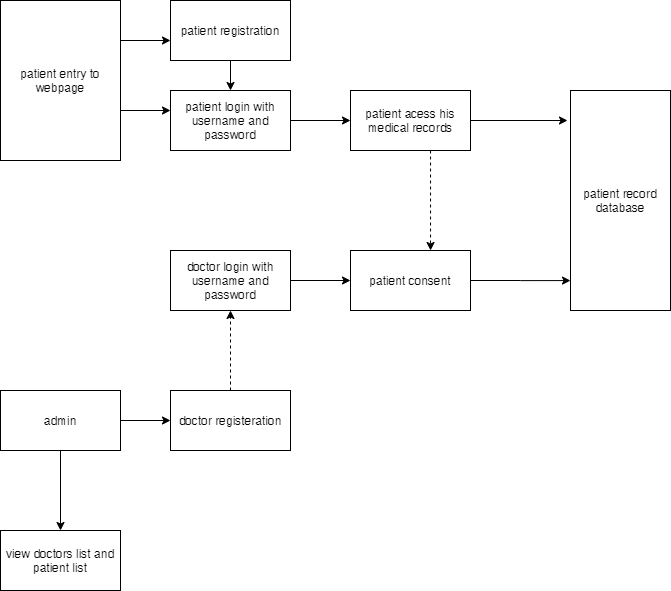 patient registration
patient entry to
webpage
patient login with
username and
password
patient acess his
medical records
patient record
database
doctor login with
username and
password
patient consent
admin
doctor registeration
view doctors list and
patient list